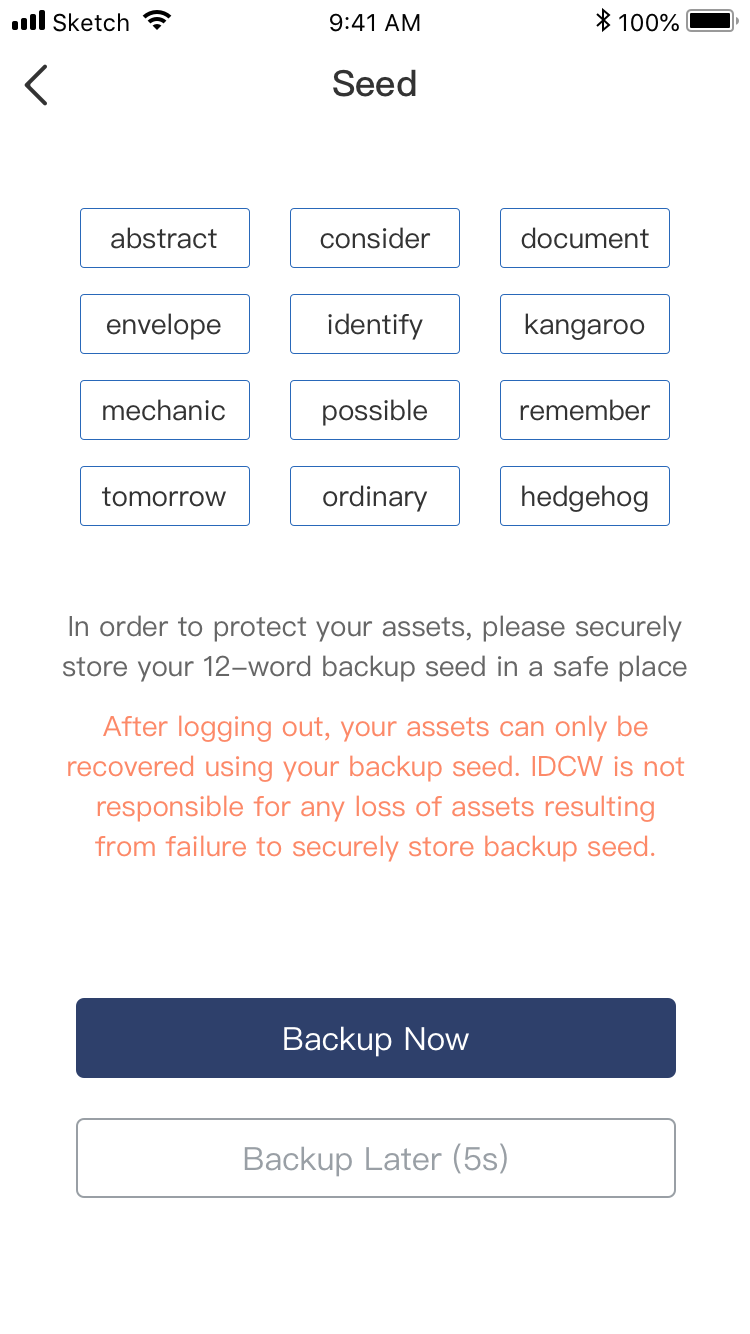 Sketch 9:41 AM 100%
Seed
abstract consider document
envelope identify kangaroo
mechanic possible remember
tomorrow ordinary hedgehog
In order to protect your assets, please securely
store your 12–word backup seed in a safe place
After logging out, your assets can only be
recovered using your backup seed. IDCW is not
responsible for any loss of assets resulting
from failure to securely store backup seed.
Backup Now
Backup Later (5s)